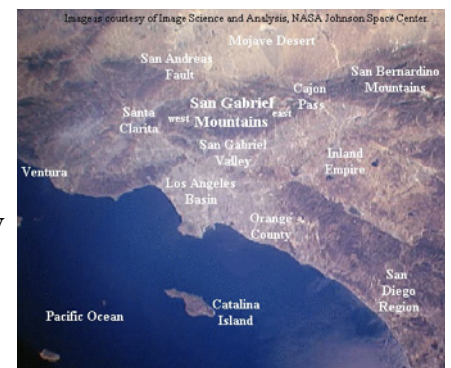 Image is courtesy of Image Science and Analysis, NASA Johnson Space Center.
Mojave Desert
San Andreas
Fault
San Bernardino
Mountains
Cajon
Pass
San Gabriel
Mountains
west
east
Santa
Clarita
San Gabriel
Valley
Inland
Empire
Ventura
Los Angeles
Basin
Orange
County
San
Diego
Region
Catalina
Island
Pacific Ocean